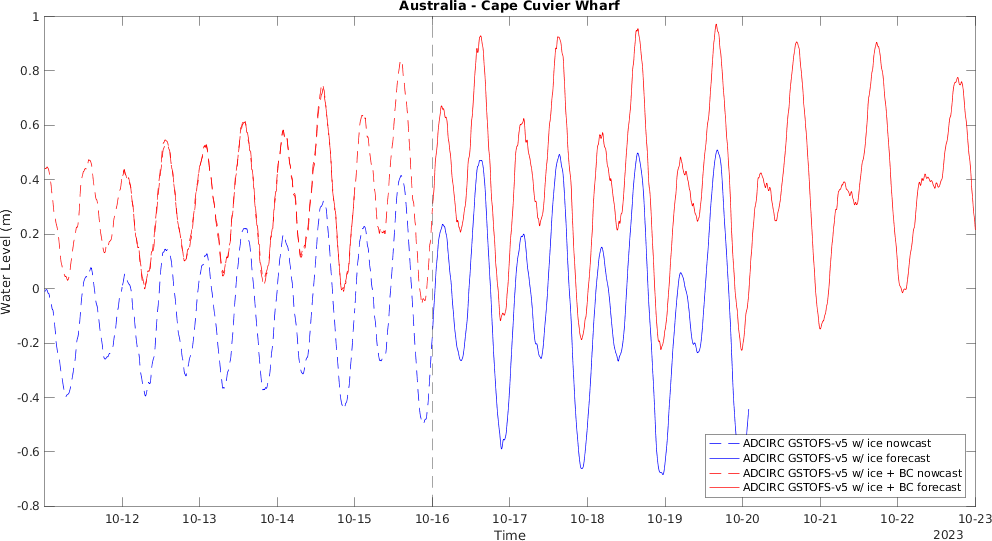 Australia - Cape Cuvier Wharf
1
0.8
0.6
0.4
0.2
0
-0.2
-0.4
-0.6
-0.8
Water Level (m)
ADCIRC GSTOFS-v5 w/ ice nowcast
ADCIRC GSTOFS-v5 w/ ice forecast
ADCIRC GSTOFS-v5 w/ ice + BC nowcast
ADCIRC GSTOFS-v5 w/ ice + BC forecast
10-12 10-13 10-14 10-15 10-16 10-17 10-18 10-19 10-20 10-21 10-22 10-23
Time
2023